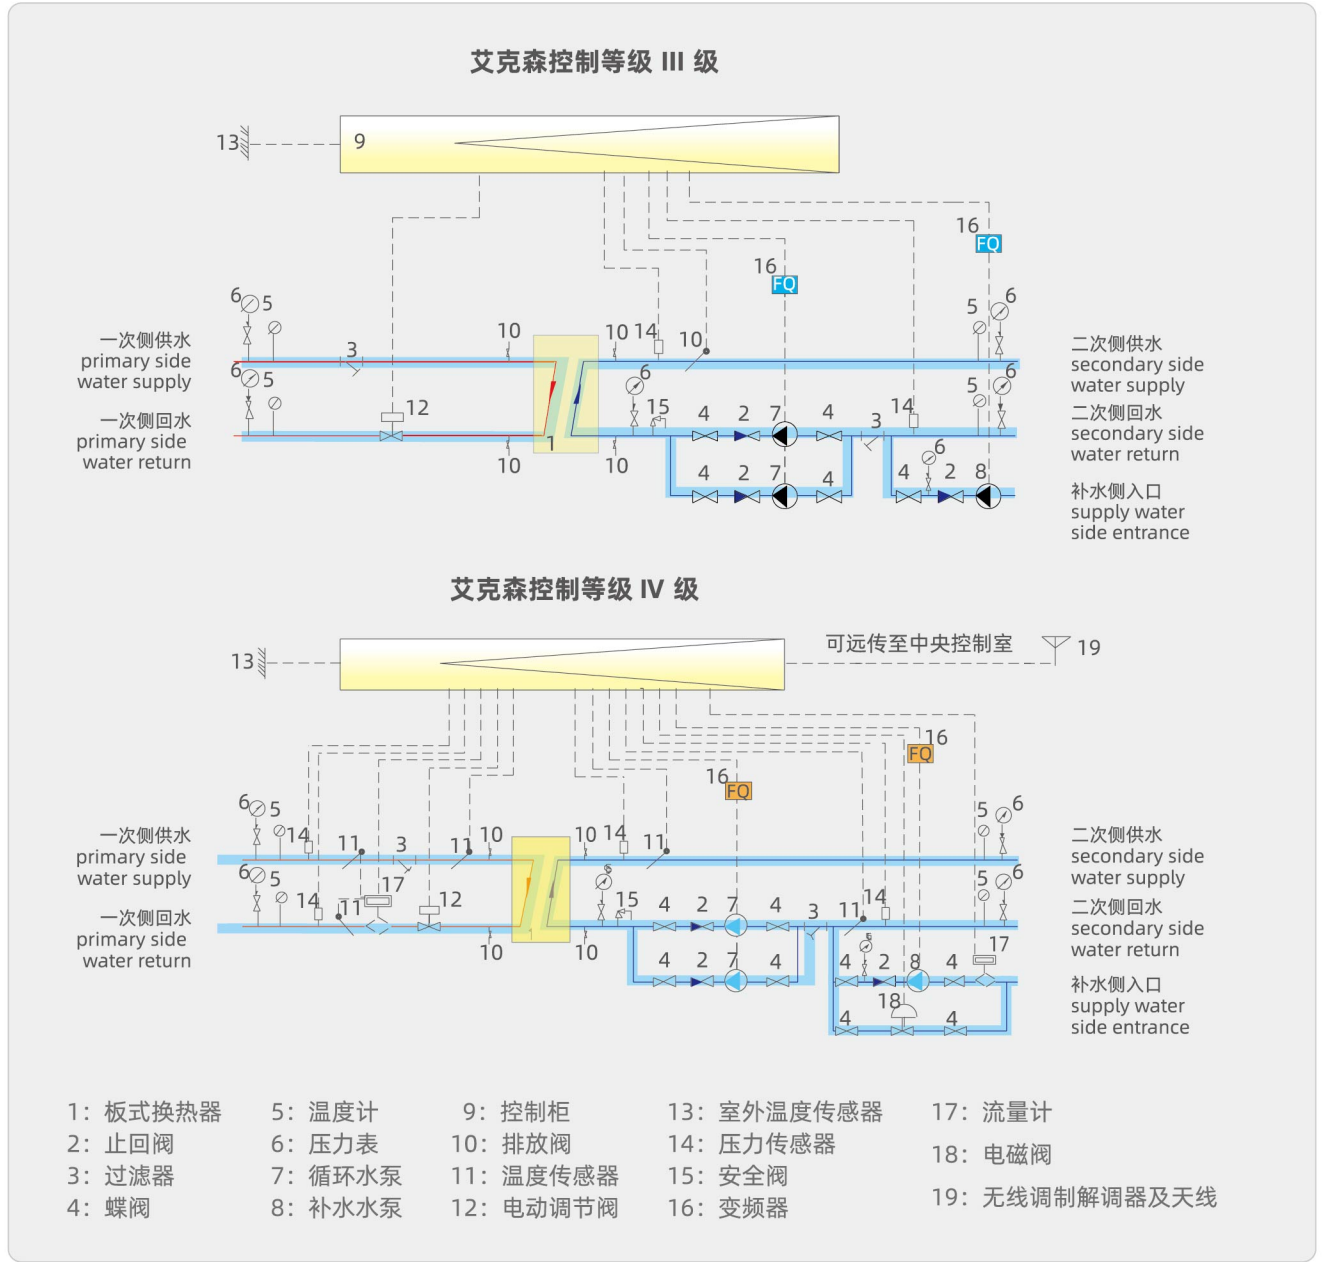 艾克森控制等级 III 级
13
9
16
FQ
16
FQ
6
5
10
10
14
10
5
6
一次侧供水
primary side
water supply
3
二次侧供水
secondary side
water supply
6
5
12
6
15
4
2
7
4
14
5
6
一次侧回水
primary side
water return
10
1
10
3
二次侧回水
secondary side
water return
4
2
7
4
6
4
2
8
补水侧入口
supply water
side entrance
艾克森控制等级 IV 级
13
可远传至中央控制室
19
16
FQ
16
FQ
6
5
14
11
3
11
10
10
14
11
5
6
一次侧供水
primary side
water supply
二次侧供水
secondary side
water supply
6
5
14
11
17
12
6
15
4
2
7
4
3
11
14
5
6
一次侧回水
primary side
water return
10
1
10
二次侧回水
secondary side
water return
4
2
7
4
6
4
2
8
4
17
补水侧入口
supply water
side entrance
18
4
4
1：板式换热器 5：温度计 9：控制柜 13：室外温度传感器 17：流量计
2：止回阀 6：压力表 10：排放阀 14：压力传感器 18：电磁阀
3：过滤器 7：循环水泵 11：温度传感器 15：安全阀
4：蝶阀 8：补水水泵 12：电动调节阀 16：变频器 19：无线调制解调器及天线